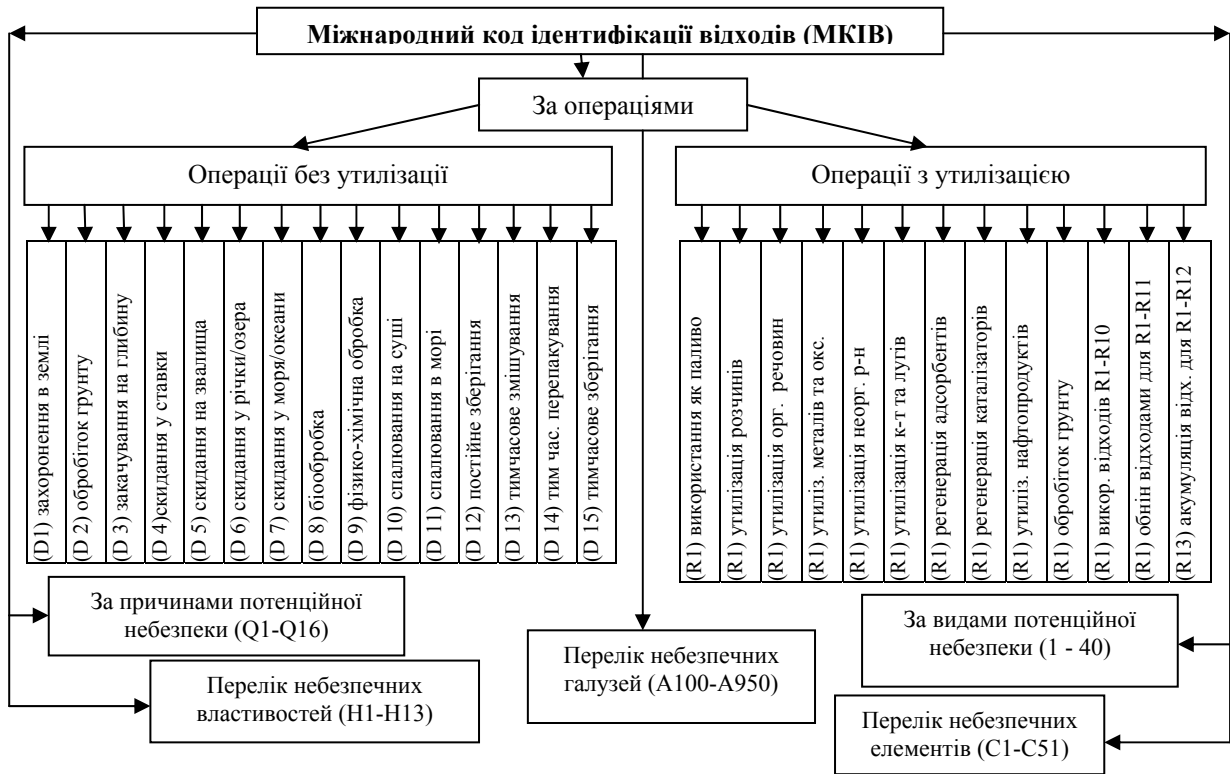 Міжнародний код ідентифікації відходів (МКІВ)
За операціями
Операції без утилізації
Операції з утилізацією
(D 1) захоронення в землі
(D 2) обробіток грунту
(D 3) закачування на глибину
(D 4)скидання у ставки
(D 5) скидання на звалища
(D 6) скидання у річки/озера
(D 7) скидання у моря/океани
(D 8) біообробка
(D 9) фізико-хімічна обробка
(D 10) спалювання на суші
(D 11) спалювання в морі
(D 12) постійне зберігання
(D 13) тимчасове змішування
(D 14) тим час. перепакування
(D 15) тимчасове зберігання
(R1) використання як паливо
(R1) утилізація розчинів
(R1) утилізація орг. речовин
(R1) утиліз. металів та окс.
(R1) утилізація неорг. р-н
(R1) утилізація к-т та лугів
(R1) регенерація адсорбентів
(R1) регенерація каталізаторів
(R1) утиліз. нафтопродуктів
(R1) обробіток грунту
(R1) викор. відходів R1-R10
(R1) обнін відходами для R1-R11
(R13) акумуляція відх. для R1-R12
За причинами потенційної
небезпеки (Q1-Q16)
Перелік небезпечних
властивостей (H1-H13)
Перелік небезпечних
галузей (А100-А950)
За видами потенційної
небезпеки (1 - 40)
Перелік небезпечних
елементів (С1-С51)